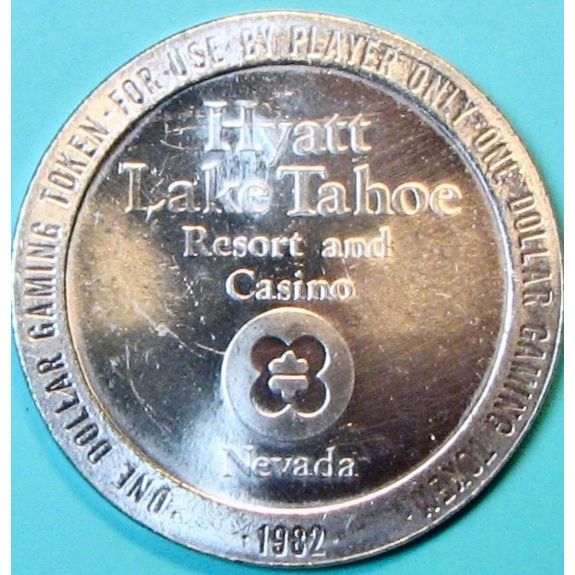 Hyatt
Lake Tahoe
Resort and
Casino
Nevada
·ONE DOLLAR GAMING TOKEN·FOR·USE·BY PLAYER ONLY·ONE DOLLAR GAMING TOKEN·
·1982·